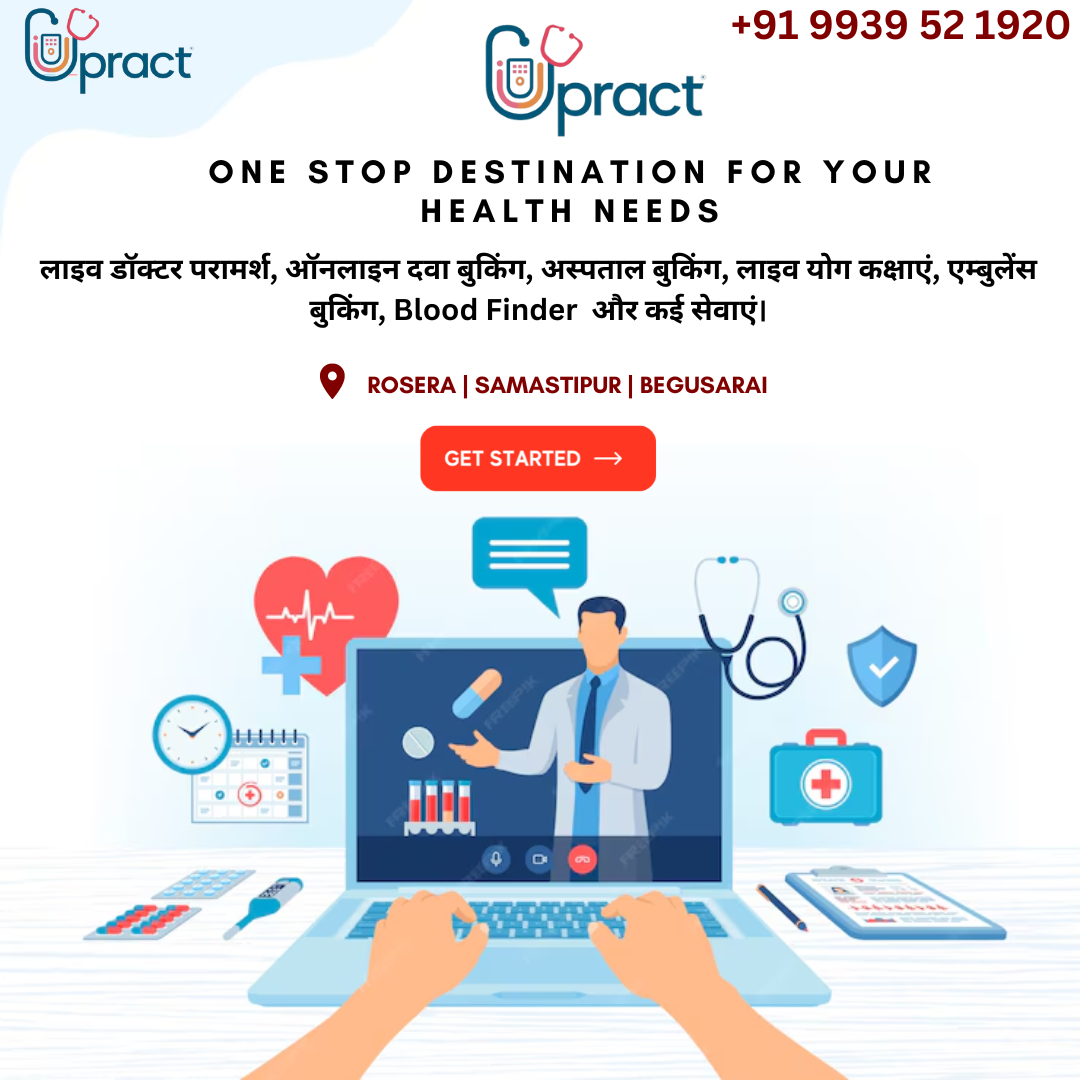 Upract
+91 9939 52 1920
Upract
ONE STOP DESTINATION FOR YOUR
HEALTH NEEDS
लाइव डॉक्टर परामर्श, ऑनलाइन दवा बुकिंग, अस्पताल बुकिंग, लाइव योग कक्षाएं, एम्बुलेंस
बुकिंग, Blood Finder और कई सेवाएं।
ROSERA | SAMASTIPUR | BEGUSARAI
GET STARTED